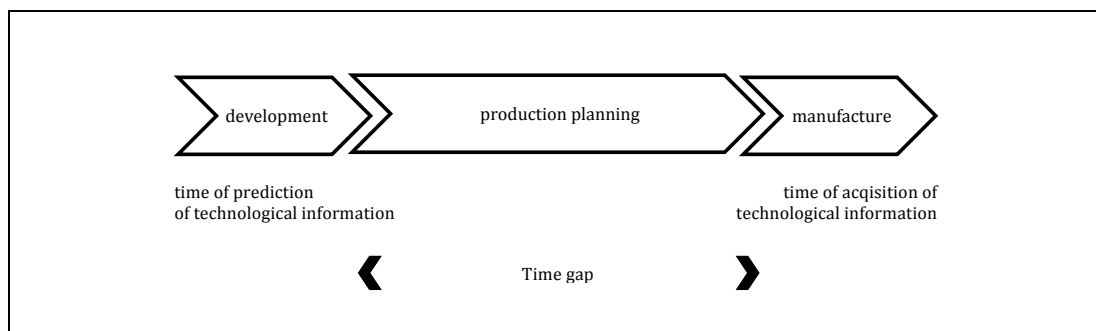 development
production planning
manufacture
time of prediction
of technological information
time of acqisition of
technological information
Time gap